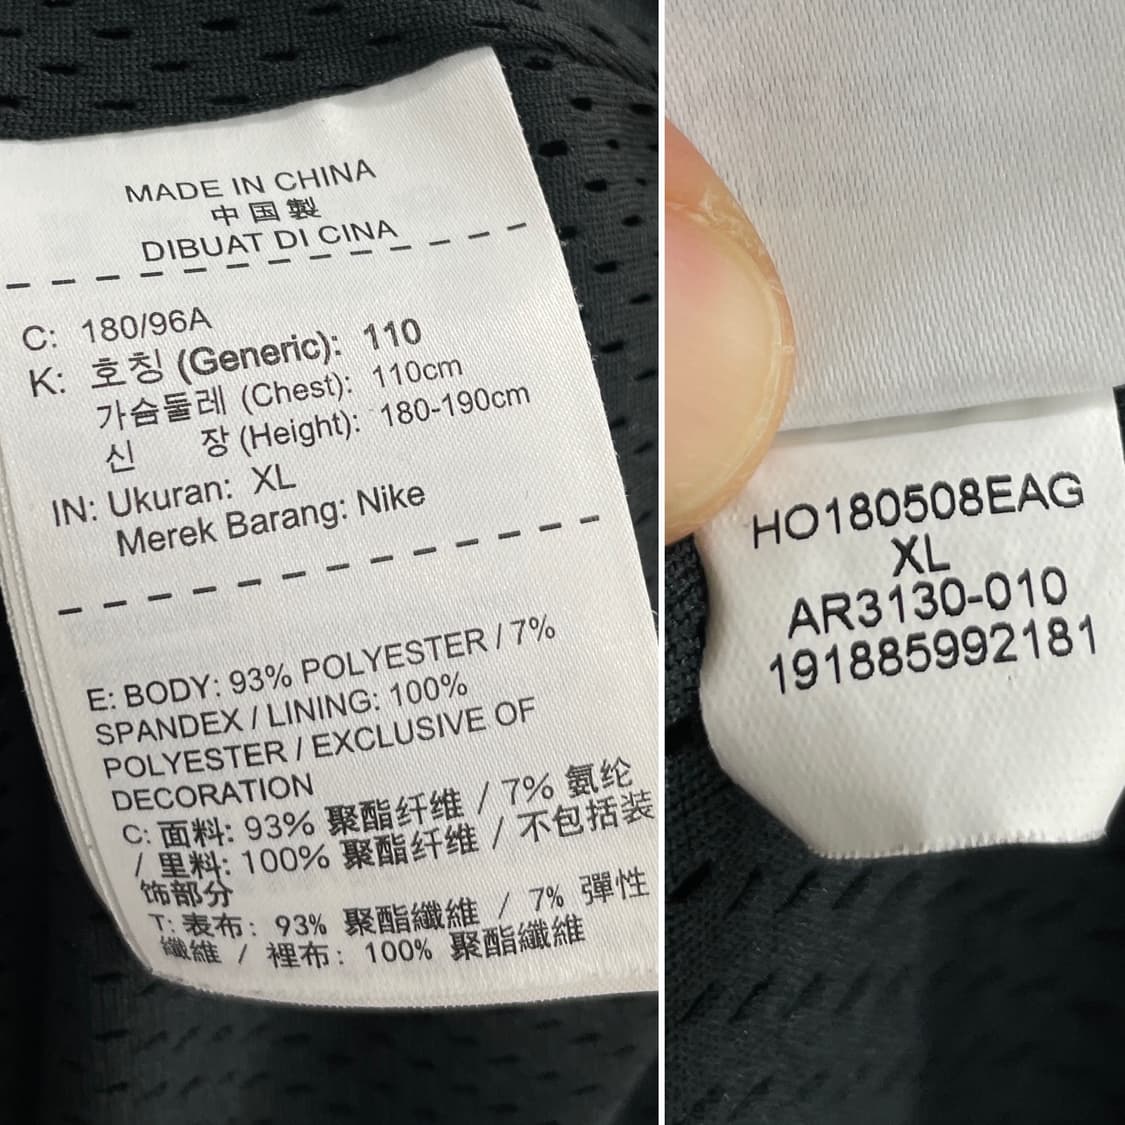 MADE IN CHINA
中国製
DIBUAT DI CINA
C: 180/96A
K: 호칭 (Generic): 110
가슴둘레 (Chest): 110cm
신 장 (Height): 180-190cm
IN: Ukuran: XL
Merek Barang: Nike
E: BODY: 93% POLYESTER / 7%
SPANDEX / LINING: 100%
POLYESTER / EXCLUSIVE OF
DECORATION
C: 面料: 93% 聚酯纤维 / 7% 氨纶
/ 里料: 100% 聚酯纤维 / 不包括装
饰部分
T: 表布: 93% 聚酯纖維 / 7% 彈性
纖維 / 裡布: 100% 聚酯纖維
HO180508EAG
XL
AR3130-010
191885992181